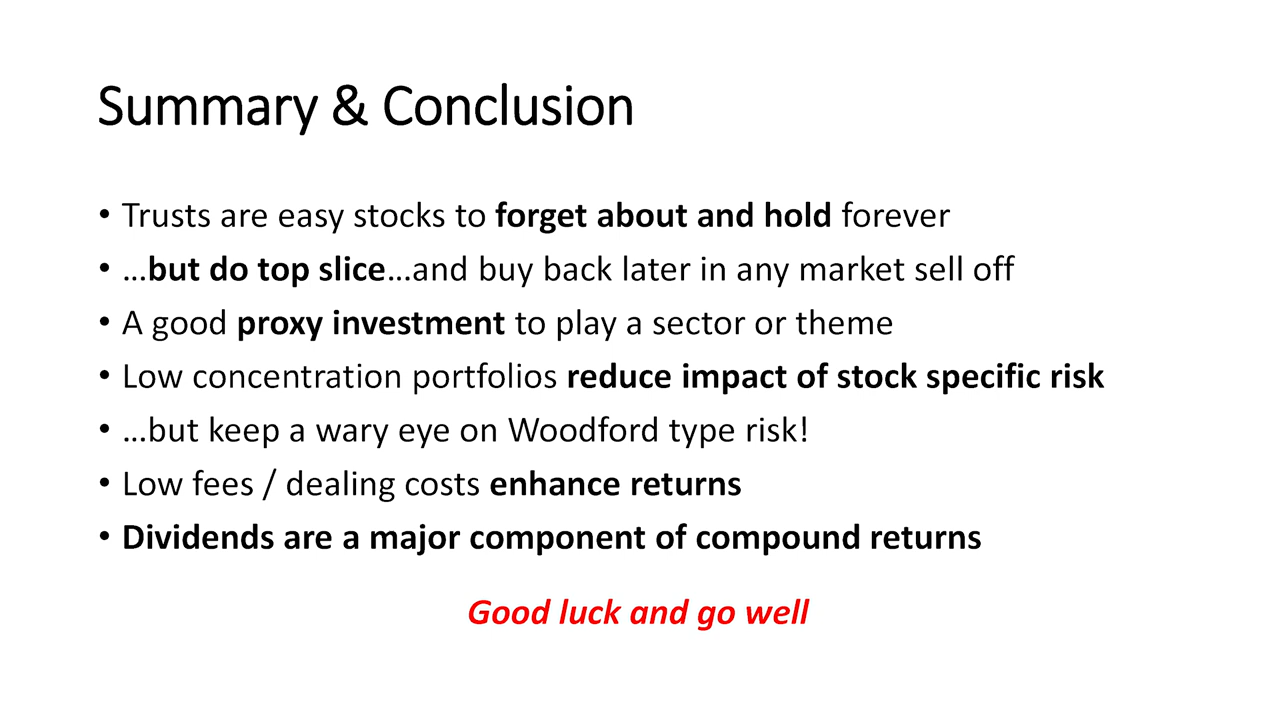 Summary & Conclusion
• Trusts are easy stocks to forget about and hold forever
• …but do top slice…and buy back later in any market sell off
• A good proxy investment to play a sector or theme
• Low concentration portfolios reduce impact of stock specific risk
• …but keep a wary eye on Woodford type risk!
• Low fees / dealing costs enhance returns
• Dividends are a major component of compound returns
Good luck and go well